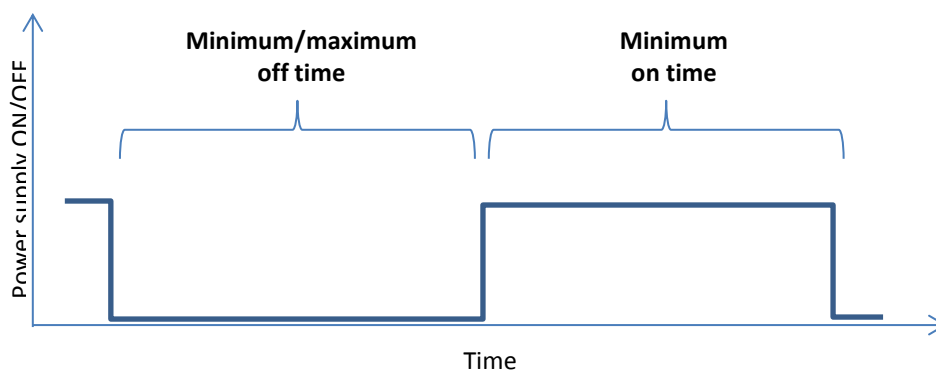 Minimum/maximum
off time
Minimum
on time
Power supply ON/OFF
Time